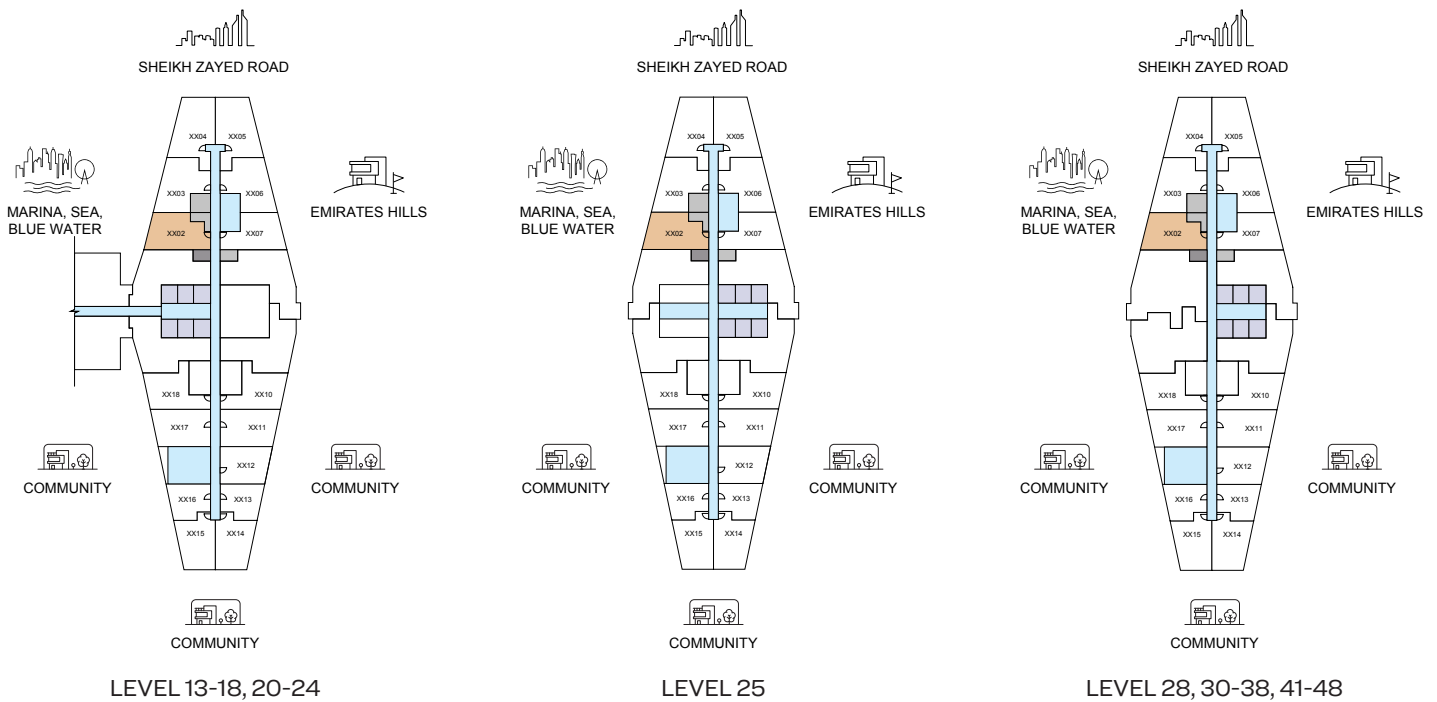 SHEIKH ZAYED ROAD
XX04 XX05
MARINA, SEA,
BLUE WATER
XX03 XX06
EMIRATES HILLS
XX02 XX07
XX18 XX10
XX17 XX11
XX12
COMMUNITY
COMMUNITY
XX16 XX13
XX15 XX14
COMMUNITY
LEVEL 13-18, 20-24
SHEIKH ZAYED ROAD
XX04 XX05
MARINA, SEA,
BLUE WATER
XX03 XX06
EMIRATES HILLS
XX02 XX07
XX18 XX10
XX17 XX11
XX12
COMMUNITY
COMMUNITY
XX16 XX13
XX15 XX14
COMMUNITY
LEVEL 25
SHEIKH ZAYED ROAD
XX04 XX05
MARINA, SEA,
BLUE WATER
XX03 XX06
EMIRATES HILLS
XX02 XX07
XX18 XX10
XX17 XX11
XX12
COMMUNITY
COMMUNITY
XX16 XX13
XX15 XX14
COMMUNITY
LEVEL 28, 30-38, 41-48